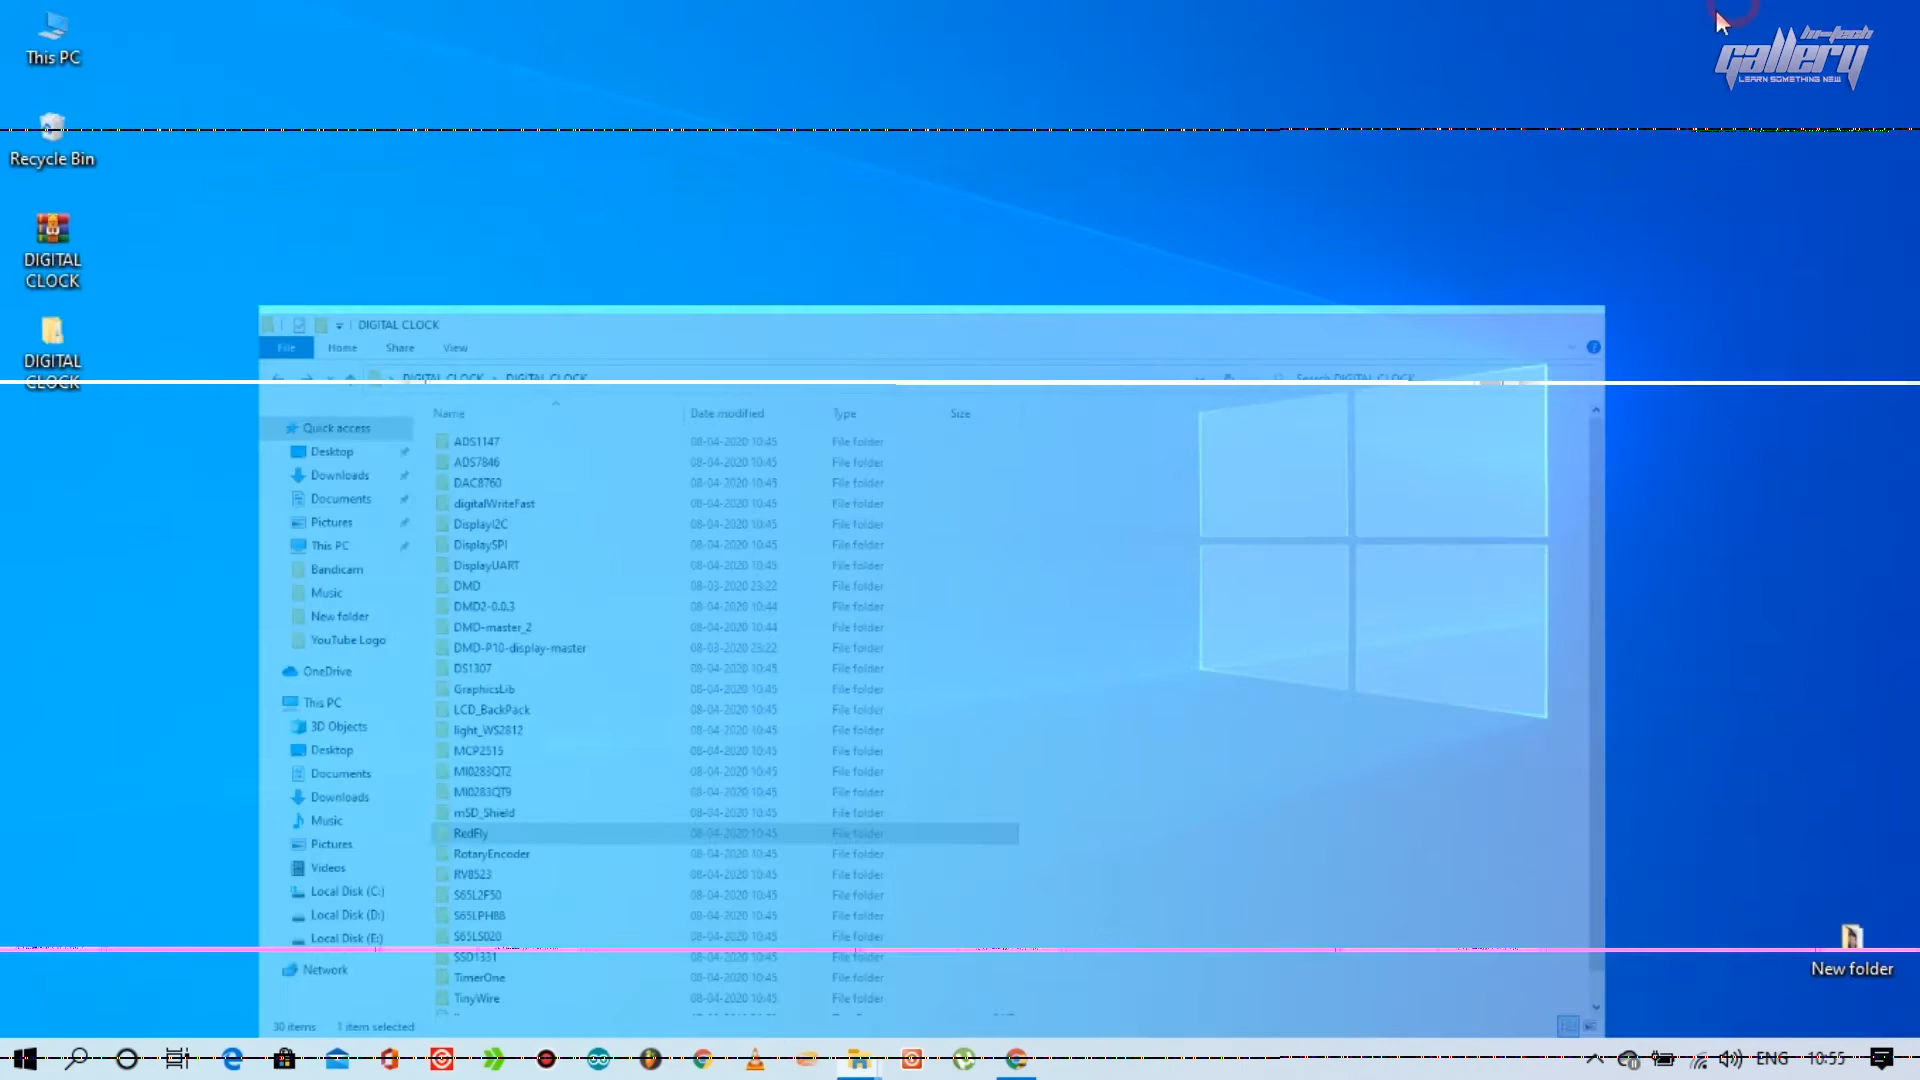 This PC
Recycle Bin
DIGITAL
CLOCK
DIGITAL
CLOCK
hi-tech
gallery
LEARN SOMETHING NEW
DIGITAL CLOCK
File Home Share View
DIGITAL CLOCK > DIGITAL CLOCK
Search DIGITAL CLOCK
Name Date modified Type Size
Quick access
Desktop
Downloads
Documents
Pictures
This PC
Bandicam
Music
New folder
YouTube Logo
OneDrive
This PC
3D Objects
Desktop
Documents
Downloads
Music
Pictures
Videos
Local Disk (C:)
Local Disk (D:)
Local Disk (E:)
Network
ADS1147 08-04-2020 10:45 File folder
ADS7846 08-04-2020 10:45 File folder
DAC8760 08-04-2020 10:45 File folder
digitalWriteFast 08-04-2020 10:45 File folder
DisplayI2C 08-04-2020 10:45 File folder
DisplaySPI 08-04-2020 10:45 File folder
DisplayUART 08-04-2020 10:45 File folder
DMD 08-03-2020 23:22 File folder
DMD2-0.0.3 08-04-2020 10:44 File folder
DMD-master_2 08-04-2020 10:44 File folder
DMD-P10-display-master 08-03-2020 23:22 File folder
DS1307 08-04-2020 10:45 File folder
GraphicsLib 08-04-2020 10:45 File folder
LCD_BackPack 08-04-2020 10:45 File folder
light_WS2812 08-04-2020 10:45 File folder
MCP2515 08-04-2020 10:45 File folder
MI0283QT2 08-04-2020 10:45 File folder
MI0283QT9 08-04-2020 10:45 File folder
mSD_Shield 08-04-2020 10:45 File folder
RedFly 08-04-2020 10:45 File folder
RotaryEncoder 08-04-2020 10:45 File folder
RV8523 08-04-2020 10:45 File folder
S65L2F50 08-04-2020 10:45 File folder
S65LPH88 08-04-2020 10:45 File folder
S65LS020 08-04-2020 10:45 File folder
SSD1331 08-04-2020 10:45 File folder
TimerOne 08-04-2020 10:45 File folder
TinyWire 08-04-2020 10:45 File folder
30 items 1 item selected
New folder
ENG 10:55